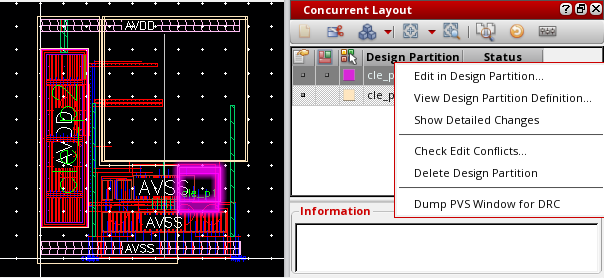 AVDD
AVDD
AVSS
cle_p1
AVSS
AVSS
Concurrent Layout
Design Partition
Status
cle_p
cle_p
Edit in Design Partition...
View Design Partition Definition...
Show Detailed Changes
Check Edit Conflicts...
Delete Design Partition
Dump PVS Window for DRC
Information